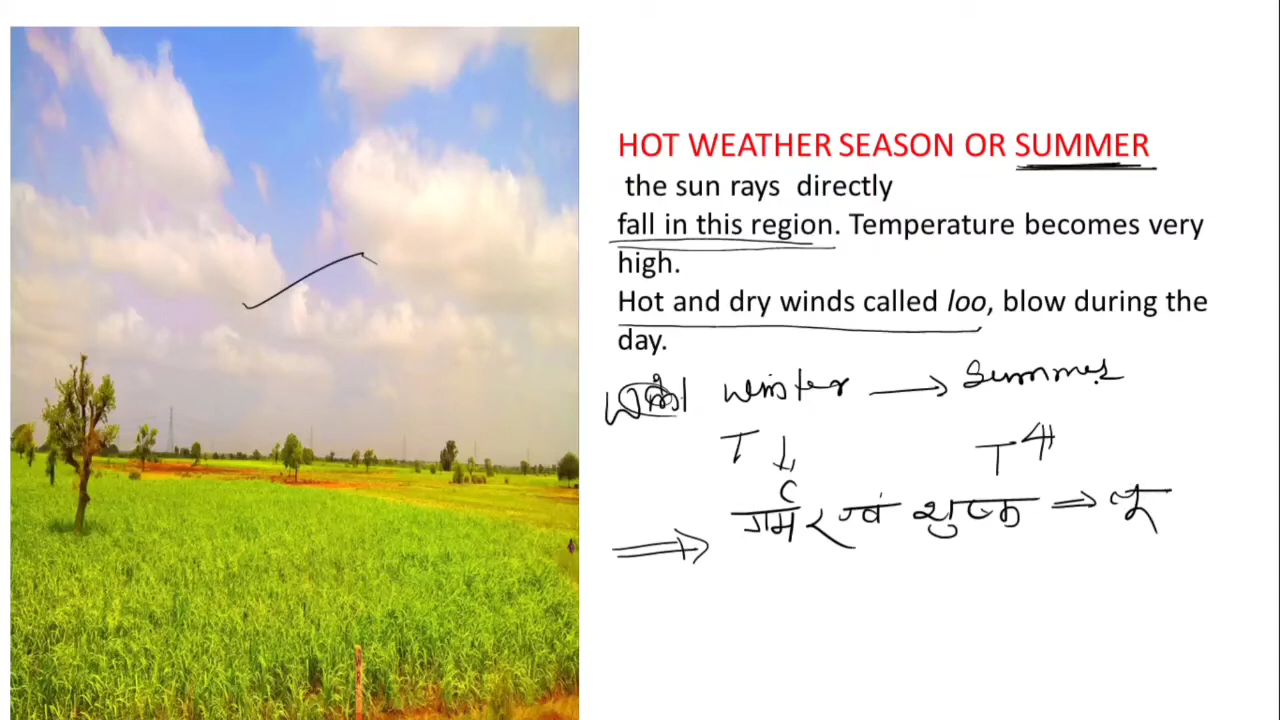 HOT WEATHER SEASON OR SUMMER
the sun rays directly
fall in this region. Temperature becomes very
high.
Hot and dry winds called loo, blow during the
day.
winter → summer
T ↓ T ↑
⇒ गर्म एवं शुष्क ⇒ लू